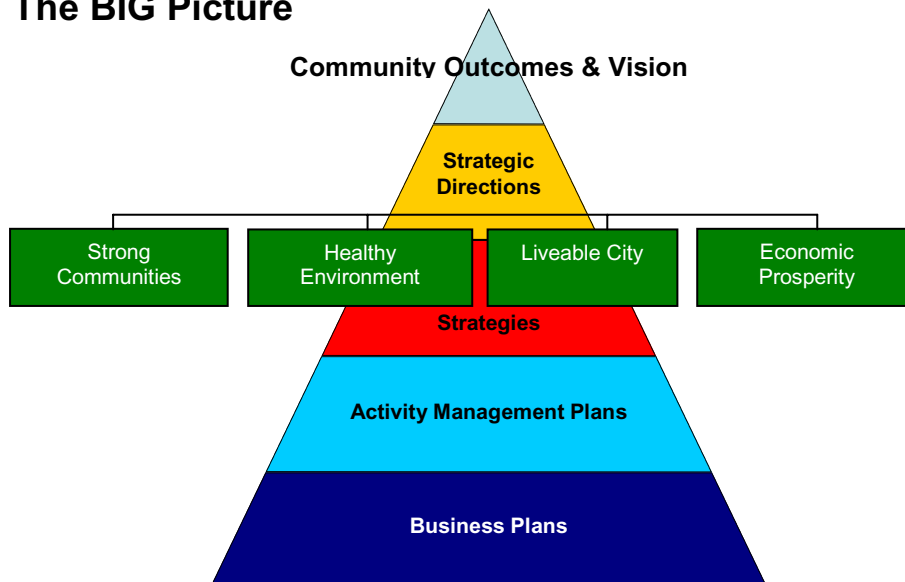 The BIG Picture
Community Outcomes & Vision
Strategic
Directions
Strong
Communities
Healthy
Environment
Liveable City
Economic
Prosperity
Strategies
Activity Management Plans
Business Plans